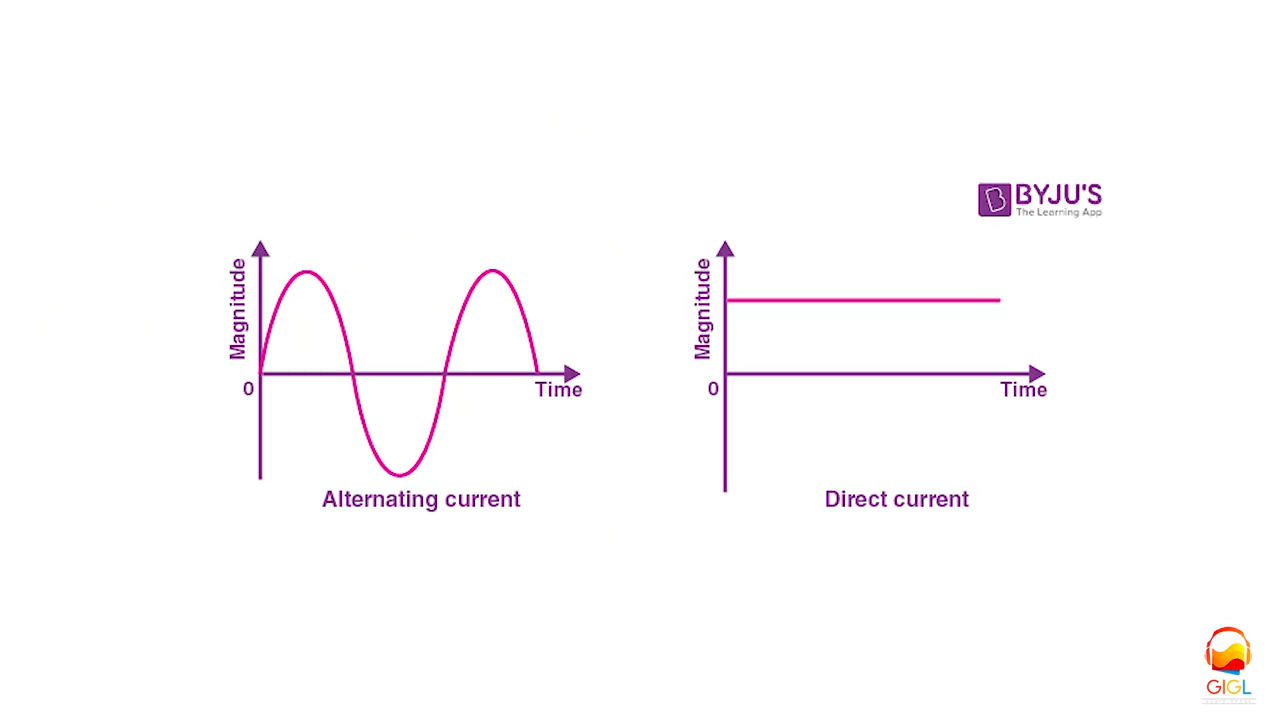 BYJU'S
The Learning App
Magnitude
0
Time
Alternating current
Magnitude
0
Time
Direct current
GIGL